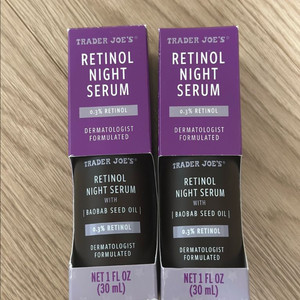 TRADER JOE'S
RETINOL
NIGHT
SERUM
0.3% RETINOL
DERMATOLOGIST
FORMULATED
TRADER JOE'S
RETINOL
NIGHT SERUM
WITH
| BAOBAB SEED OIL |
0.3% RETINOL
DERMATOLOGIST
FORMULATED
NET 1 FL OZ
(30 mL)
TRADER JOE'S
RETINOL
NIGHT
SERUM
0.3% RETINOL
DERMATOLOGIST
FORMULATED
TRADER JOE'S
RETINOL
NIGHT SERUM
WITH
| BAOBAB SEED OIL |
0.3% RETINOL
DERMATOLOGIST
FORMULATED
NET 1 FL OZ
(30 mL)